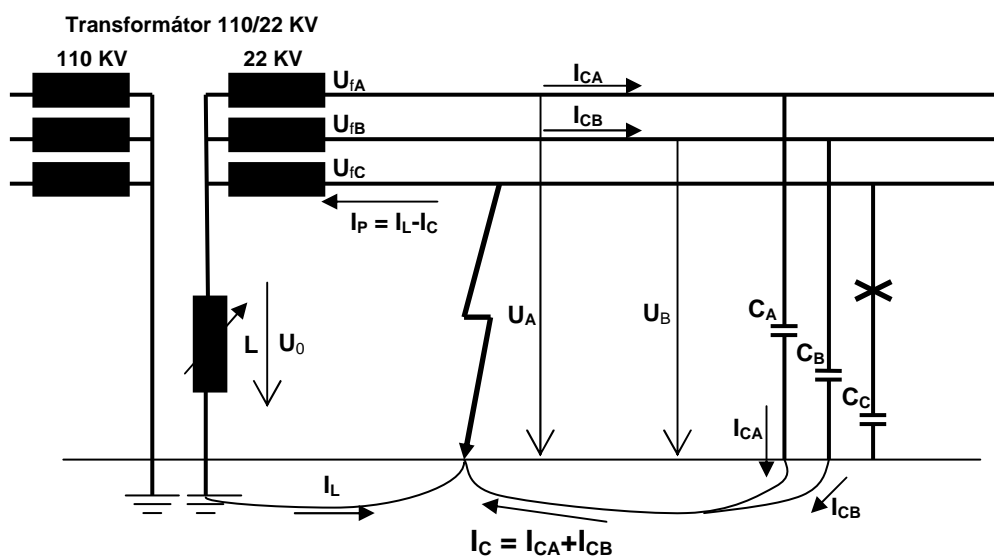 Transformátor 110/22 KV
110 KV
22 KV
UfA
ICA
UfB
ICB
UfC
IP = IL-IC
L
U0
UA
UB
CA
CB
CC
ICA
IL
ICB
IC = ICA+ICB